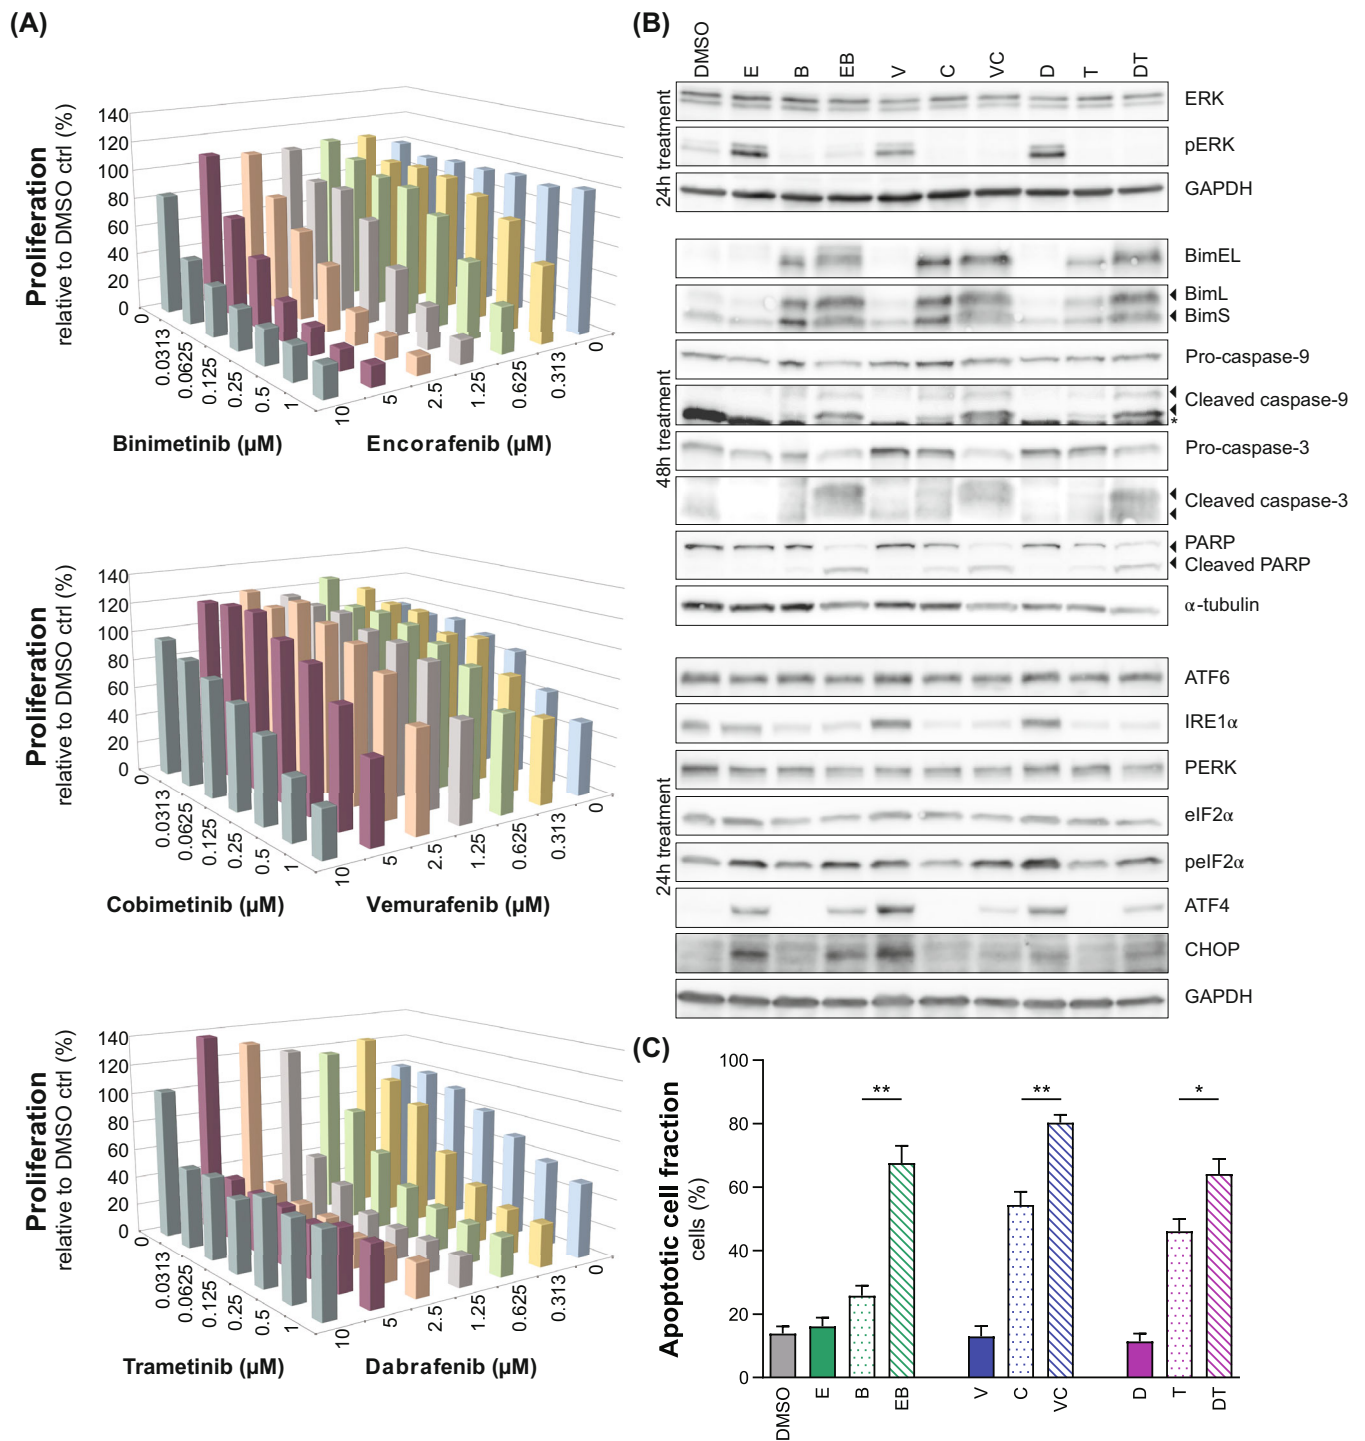 (A)
140
120
100
80
60
40
20
0
Proliferation
relative to DMSO ctrl (%)
0
0.0313
0.0625
0.125
0.25
0.5
1
10
5
2.5
1.25
0.625
0.313
0
Binimetinib (µM)
Encorafenib (µM)
140
120
100
80
60
40
20
0
Proliferation
relative to DMSO ctrl (%)
0
0.0313
0.0625
0.125
0.25
0.5
1
10
5
2.5
1.25
0.625
0.313
0
Cobimetinib (µM)
Vemurafenib (µM)
140
120
100
80
60
40
20
0
Proliferation
relative to DMSO ctrl (%)
0
0.0313
0.0625
0.125
0.25
0.5
1
10
5
2.5
1.25
0.625
0.313
0
Trametinib (µM)
Dabrafenib (µM)
(B)
DMSO E B EB V C VC D T DT
24h treatment
ERK
pERK
GAPDH
48h treatment
BimEL
BimL
BimS
Pro-caspase-9
Cleaved caspase-9
*
Pro-caspase-3
Cleaved caspase-3
PARP
Cleaved PARP
α-tubulin
24h treatment
ATF6
IRE1α
PERK
eIF2α
peIF2α
ATF4
CHOP
GAPDH
(C)
Apoptotic cell fraction
cells (%)
100
80
60
40
20
0
** ** *
DMSO E B EB V C VC D T DT